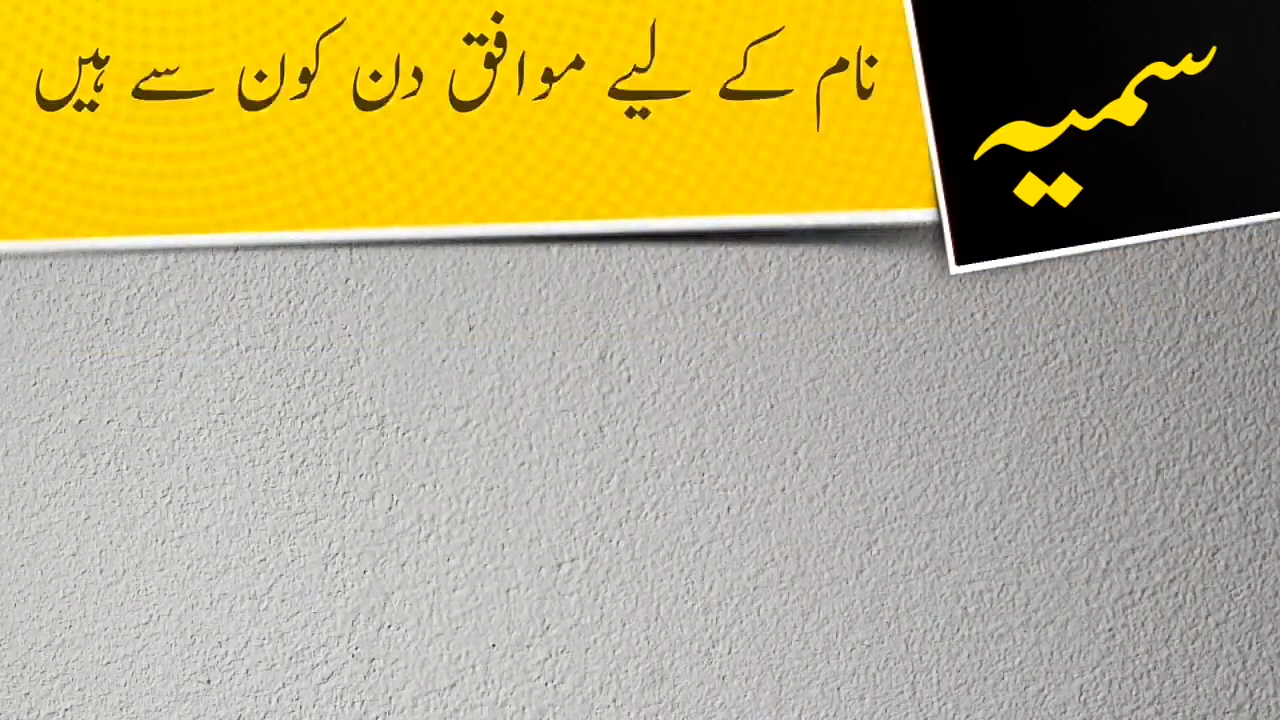 سمیہ
نام کے لیے موافق دن کون سے ہیں